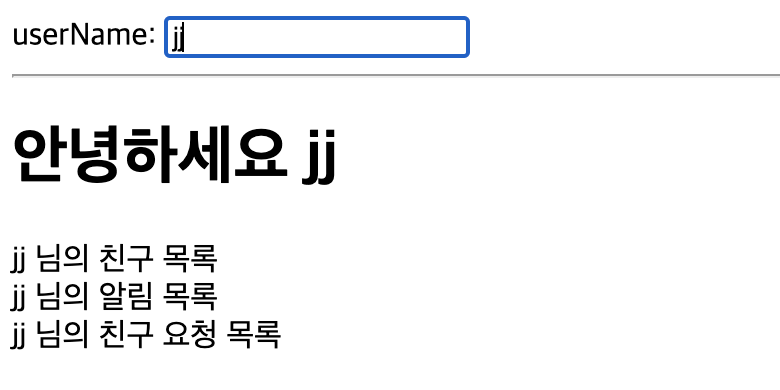 userName: jj
안녕하세요 jj
jj 님의 친구 목록
jj 님의 알림 목록
jj 님의 친구 요청 목록